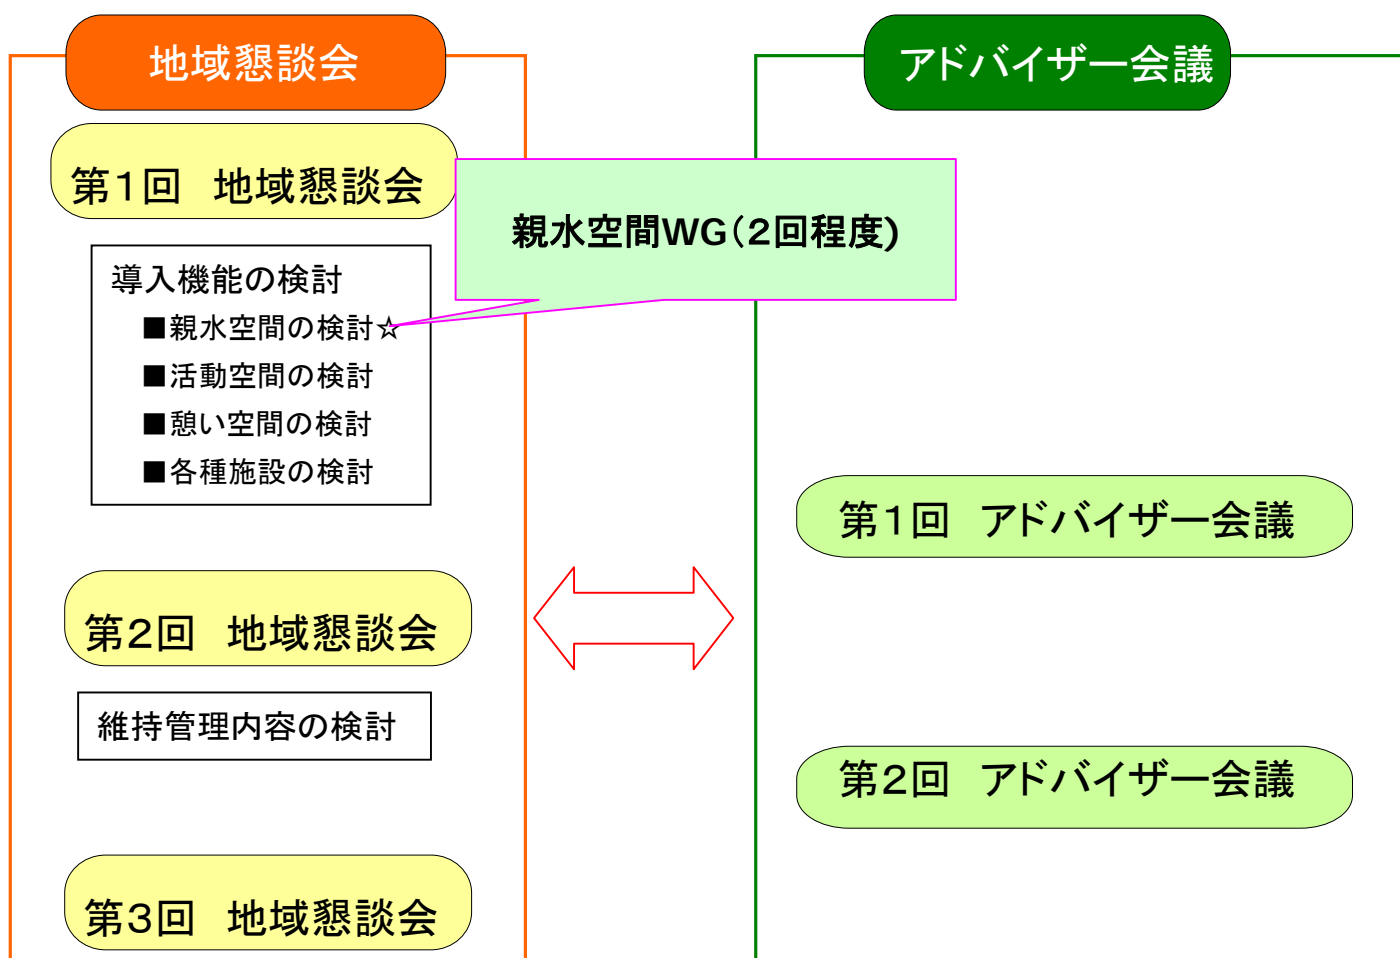 地域懇談会
第1回　地域懇談会
親水空間WG(2回程度)
導入機能の検討
■親水空間の検討☆
■活動空間の検討
■憩い空間の検討
■各種施設の検討
第2回　地域懇談会
維持管理内容の検討
第3回　地域懇談会
アドバイザー会議
第1回　アドバイザー会議
第2回　アドバイザー会議